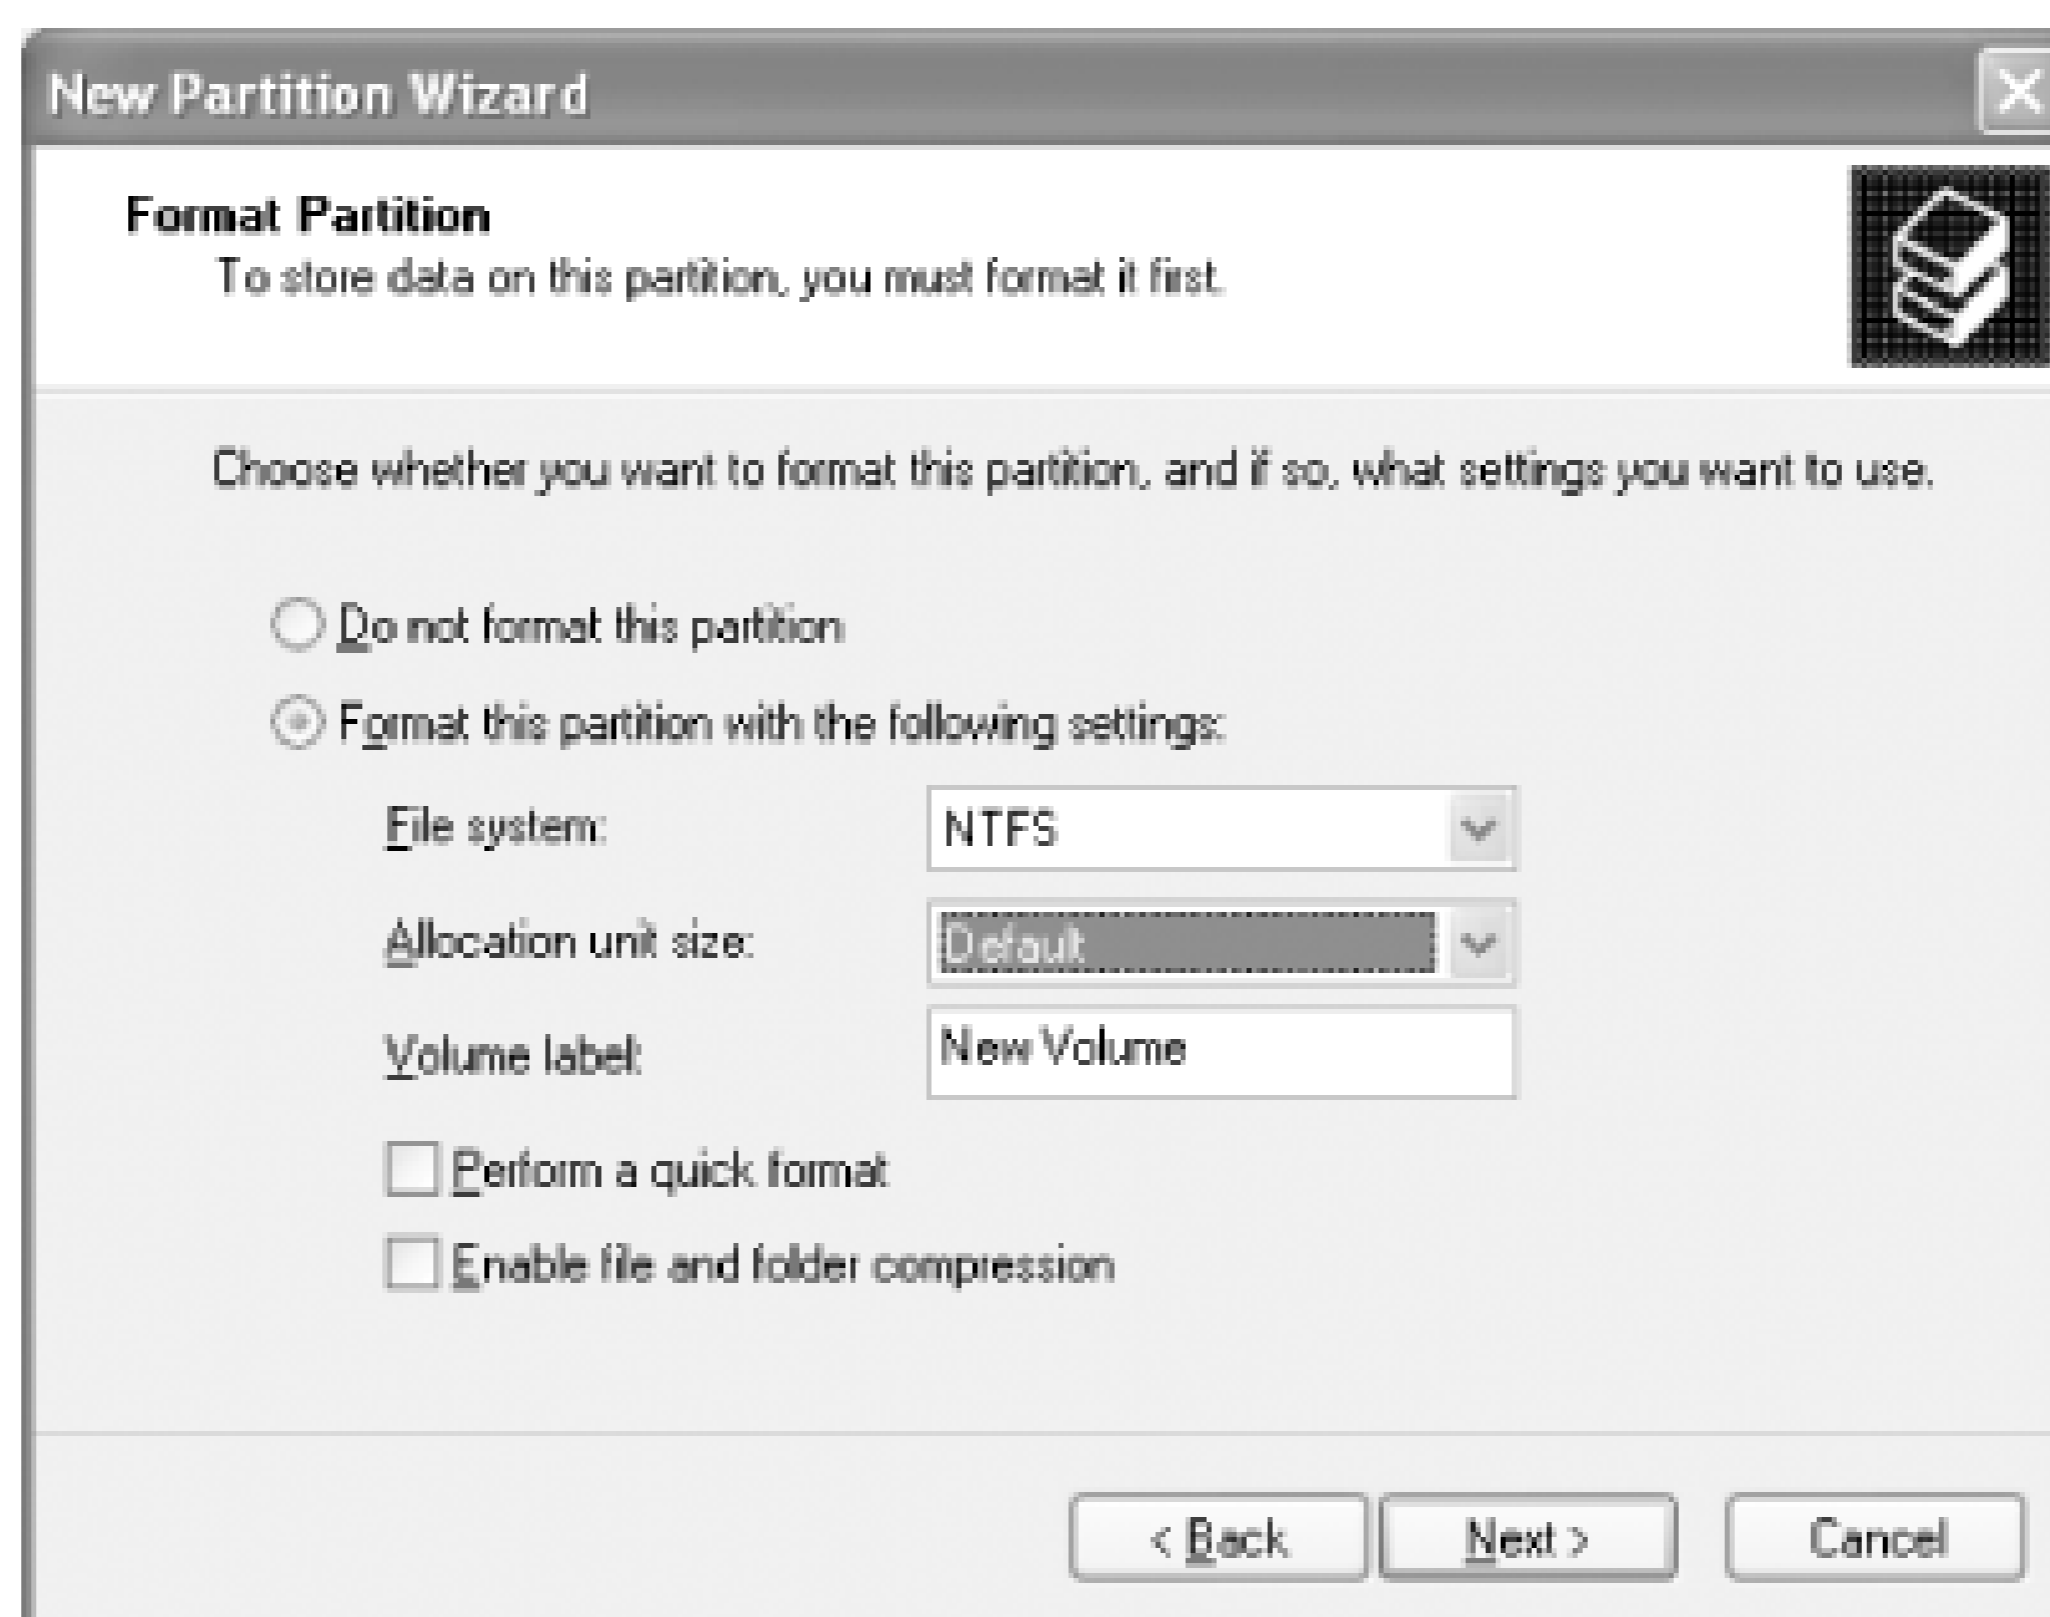 New Partition Wizard
Format Partition
To store data on this partition, you must format it first.
Choose whether you want to format this partition, and if so, what settings you want to use.
Do not format this partition
Format this partition with the following settings:
File system: NTFS
Allocation unit size: Default
Volume label: New Volume
Perform a quick format
Enable file and folder compression
< Back Next > Cancel